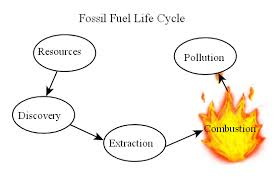 Fossil Fuel Life Cycle
Resources
Pollution
Discovery
Extraction
Combustion